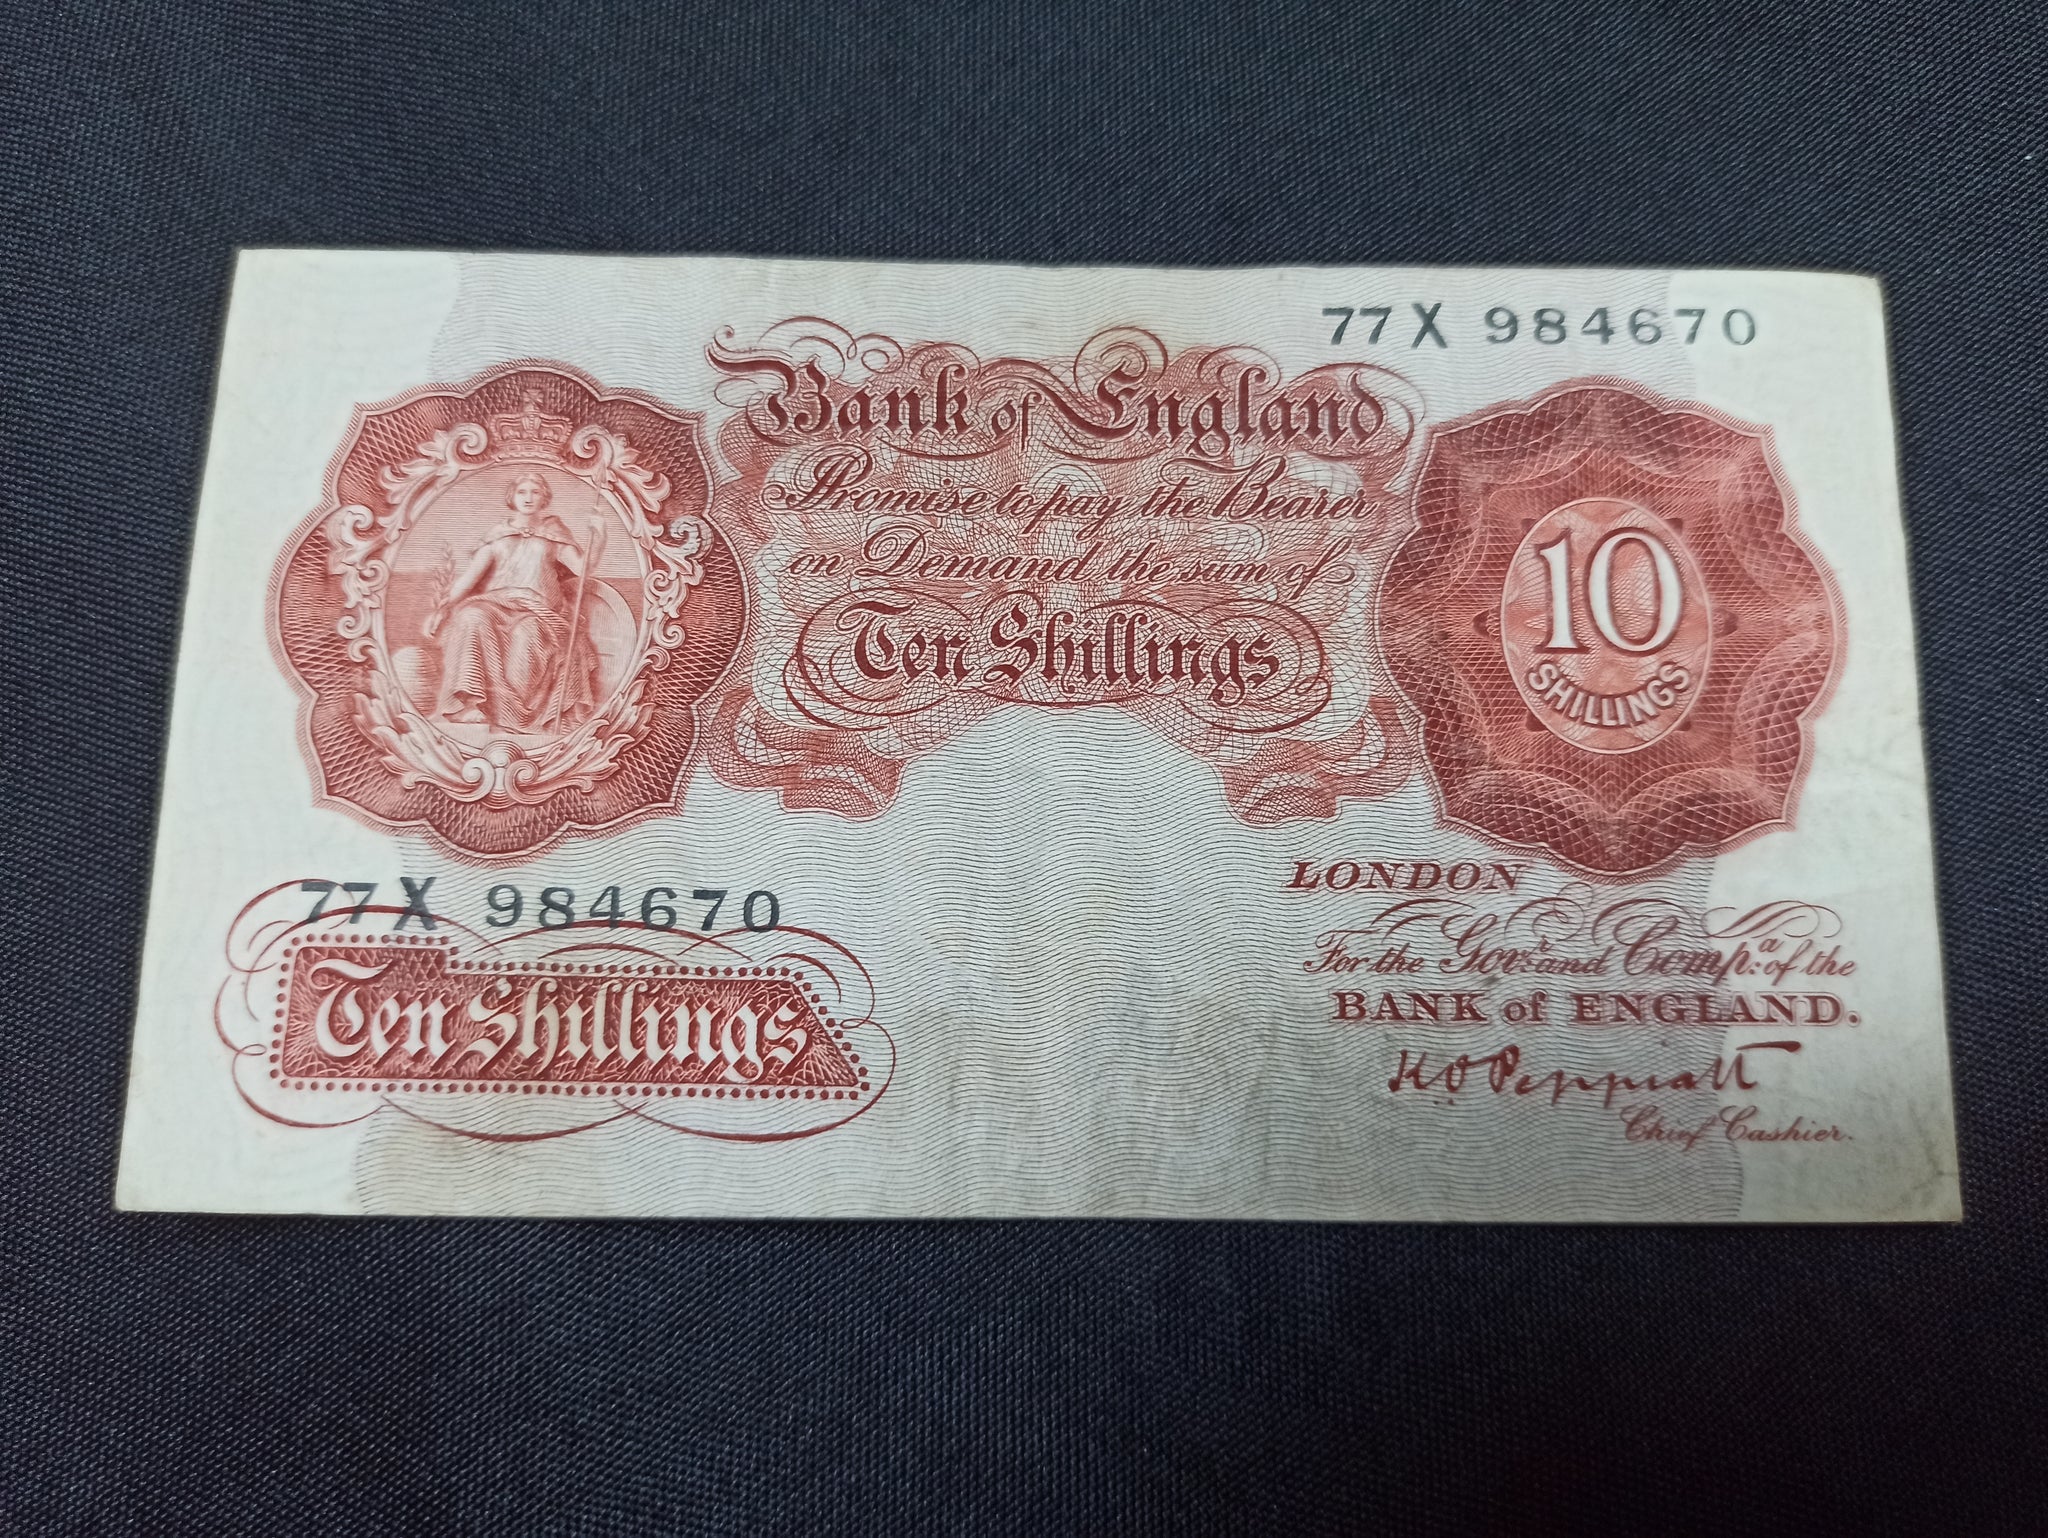 77X 984670
Bank of England
Promise to pay the Bearer
on Demand the sum of
Ten Shillings
10
SHILLINGS
77X 984670
Ten Shillings
LONDON
For the Govr. and Compa. of the
BANK of ENGLAND.
K O Peppiatt
Chief Cashier.